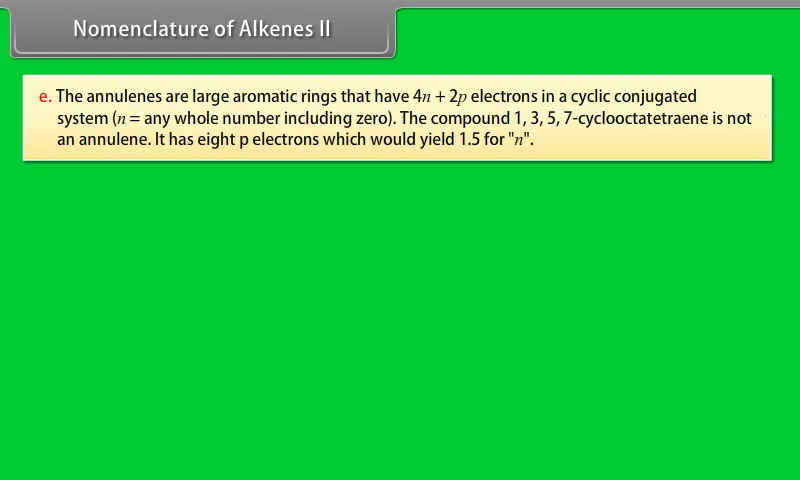 Nomenclature of Alkenes II
e. The annulenes are large aromatic rings that have 4n + 2p electrons in a cyclic conjugated
system (n = any whole number including zero). The compound 1, 3, 5, 7-cyclooctatetraene is not
an annulene. It has eight p electrons which would yield 1.5 for "n".